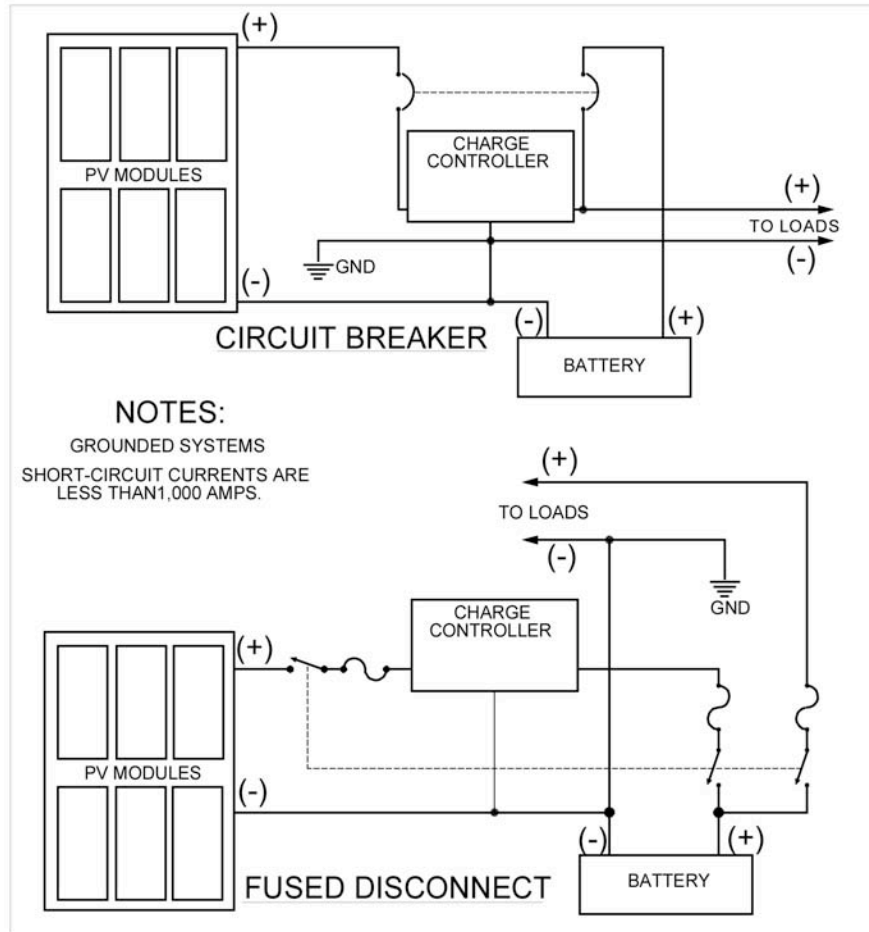 (+)
CHARGE
CONTROLLER
PV MODULES
(+)
TO LOADS
(-)
GND
(-)
CIRCUIT BREAKER
(-)
(+)
BATTERY
NOTES:
GROUNDED SYSTEMS
SHORT-CIRCUIT CURRENTS ARE
LESS THAN1,000 AMPS.
(+)
TO LOADS
(-)
GND
CHARGE
CONTROLLER
(+)
PV MODULES
(-)
(-)
(+)
BATTERY
FUSED DISCONNECT